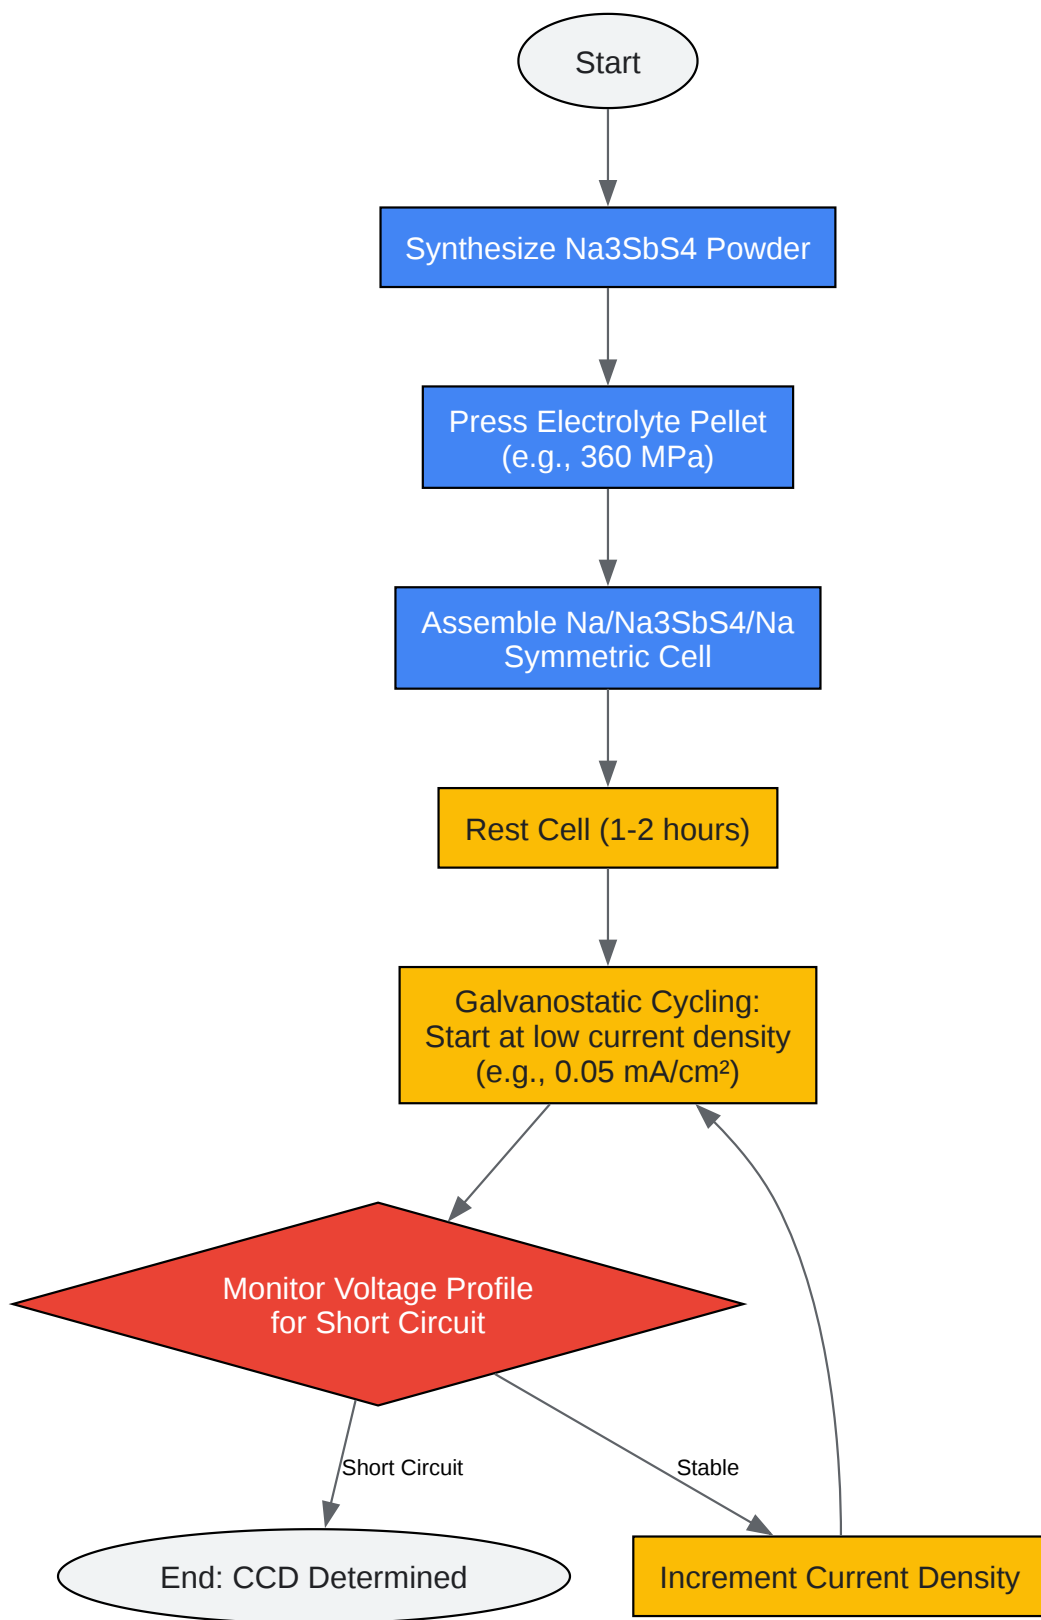 Start
Synthesize Na3SbS4 Powder
Press Electrolyte Pellet
(e.g., 360 MPa)
Assemble Na/Na3SbS4/Na
Symmetric Cell
Rest Cell (1-2 hours)
Galvanostatic Cycling:
Start at low current density
(e.g., 0.05 mA/cm²)
Monitor Voltage Profile
for Short Circuit
Short Circuit
Stable
End: CCD Determined
Increment Current Density